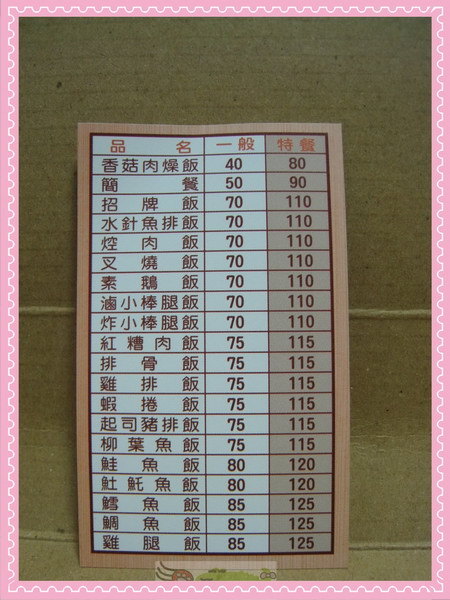 品名 一般 特餐
香菇肉燥飯 40 80
簡餐 50 90
招牌飯 70 110
水針魚排飯 70 110
焢肉飯 70 110
叉燒飯 70 110
素鵝飯 70 110
滷小棒腿飯 70 110
炸小棒腿飯 70 110
紅糟肉飯 75 115
排骨飯 75 115
雞排飯 75 115
蝦捲飯 75 115
起司豬排飯 75 115
柳葉魚飯 75 115
鮭魚飯 80 120
𩵚魠魚飯 80 120
鱈魚飯 85 125
鯛魚飯 85 125
雞腿飯 85 125